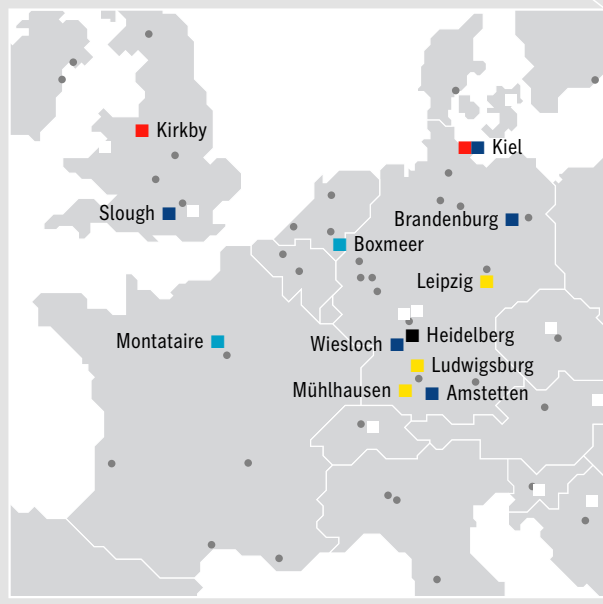 Kirkby
Kiel
Slough
Brandenburg
Boxmeer
Leipzig
Heidelberg
Montataire
Wiesloch
Ludwigsburg
Mühlhausen
Amstetten